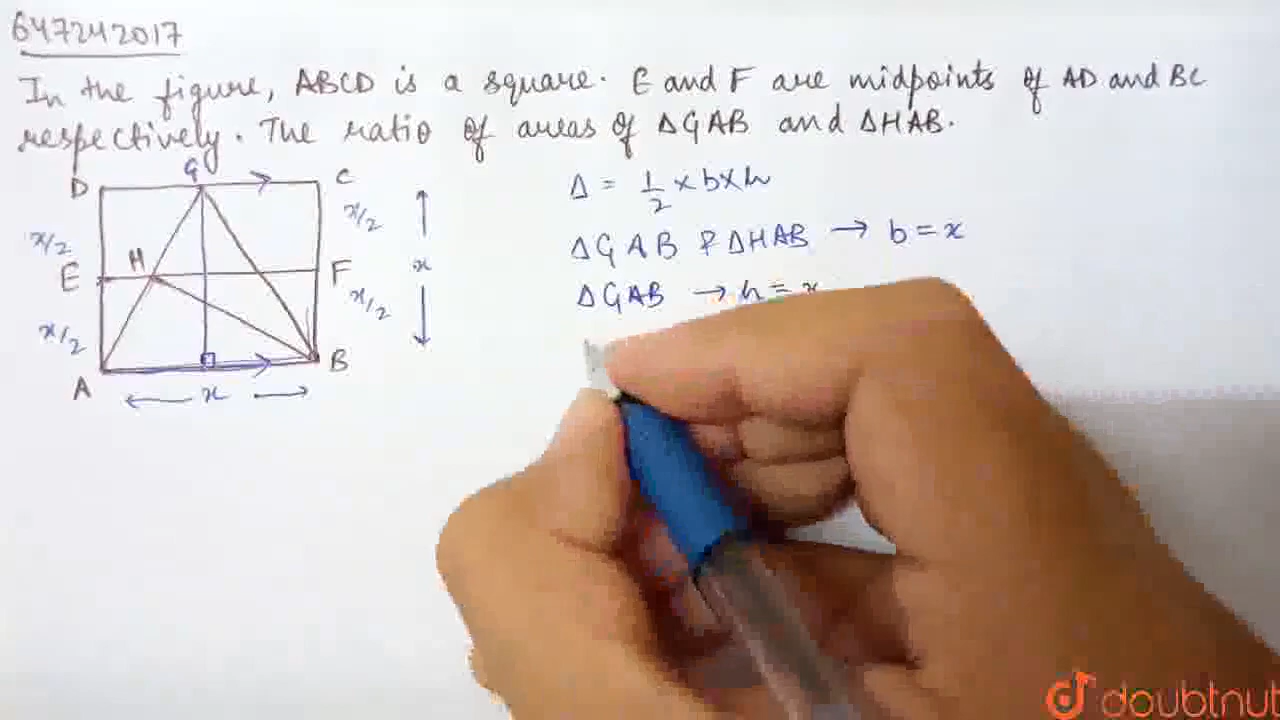 647242017
In the figure, ABCD is a square. E and F are midpoints of AD and BC
respectively. The ratio of areas of ΔGAB and ΔHAB.
D G C
x/2 x/2
E H F x
x/2 x/2
A B
x
Δ = 1/2 × b × h
ΔGAB & ΔHAB → b = x
ΔGAB → h = x
doubtnut